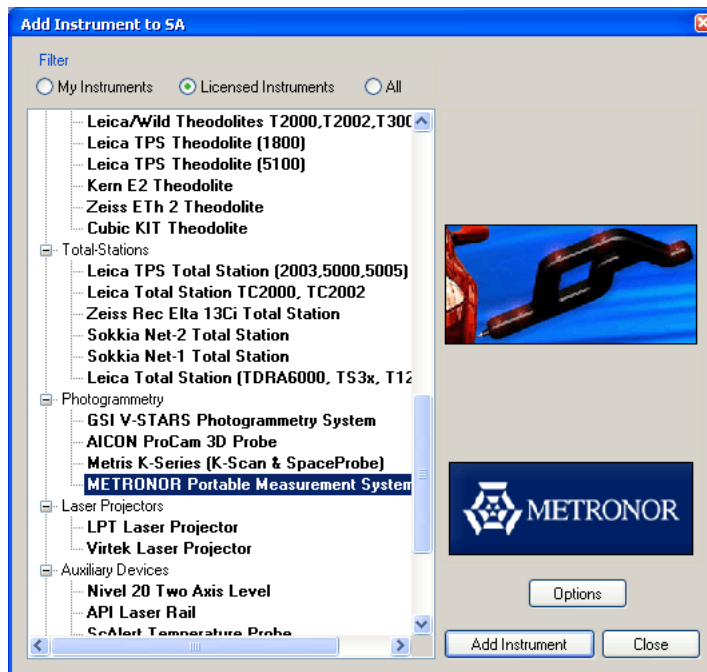 Add Instrument to SA
Filter
My Instruments Licensed Instruments All
Leica/Wild Theodolites T2000,T2002,T300
Leica TPS Theodolite (1800)
Leica TPS Theodolite (5100)
Kern E2 Theodolite
Zeiss ETh 2 Theodolite
Cubic KIT Theodolite
Total-Stations
Leica TPS Total Station (2003,5000,5005)
Leica Total Station TC2000, TC2002
Zeiss Rec Elta 13Ci Total Station
Sokkia Net-2 Total Station
Sokkia Net-1 Total Station
Leica Total Station (TDRA6000, TS3x, T12
Photogrammetry
GSI V-STARS Photogrammetry System
AICON ProCam 3D Probe
Metris K-Series (K-Scan & SpaceProbe)
METRONOR Portable Measurement System
Laser Projectors
LPT Laser Projector
Virtek Laser Projector
Auxiliary Devices
Nivel 20 Two Axis Level
API Laser Rail
ScAlert Temperature Probe
METRONOR
Options
Add Instrument Close